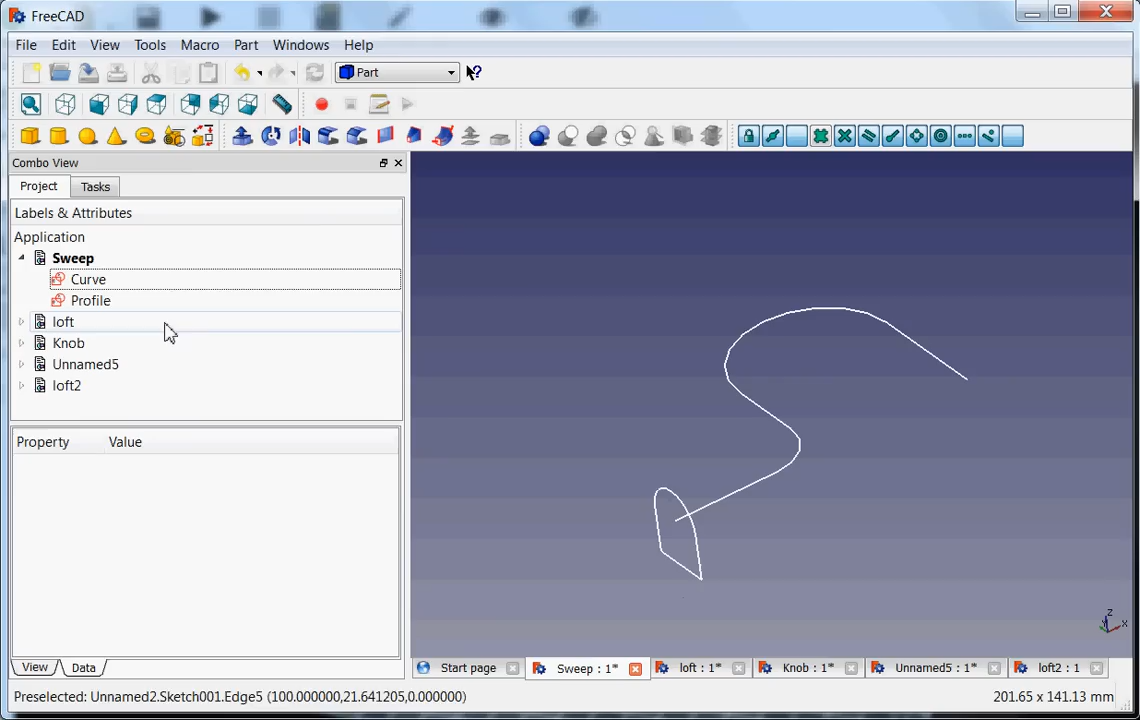 FreeCAD
File Edit View Tools Macro Part Windows Help
Part
Combo View
Project Tasks
Labels & Attributes
Application
Sweep
Curve
Profile
loft
Knob
Unnamed5
loft2
Property Value
z
Y x
View Data
Start page Sweep : 1* loft : 1* Knob : 1* Unnamed5 : 1* loft2 : 1
Preselected: Unnamed2.Sketch001.Edge5 (100.000000,21.641205,0.000000) 201.65 x 141.13 mm